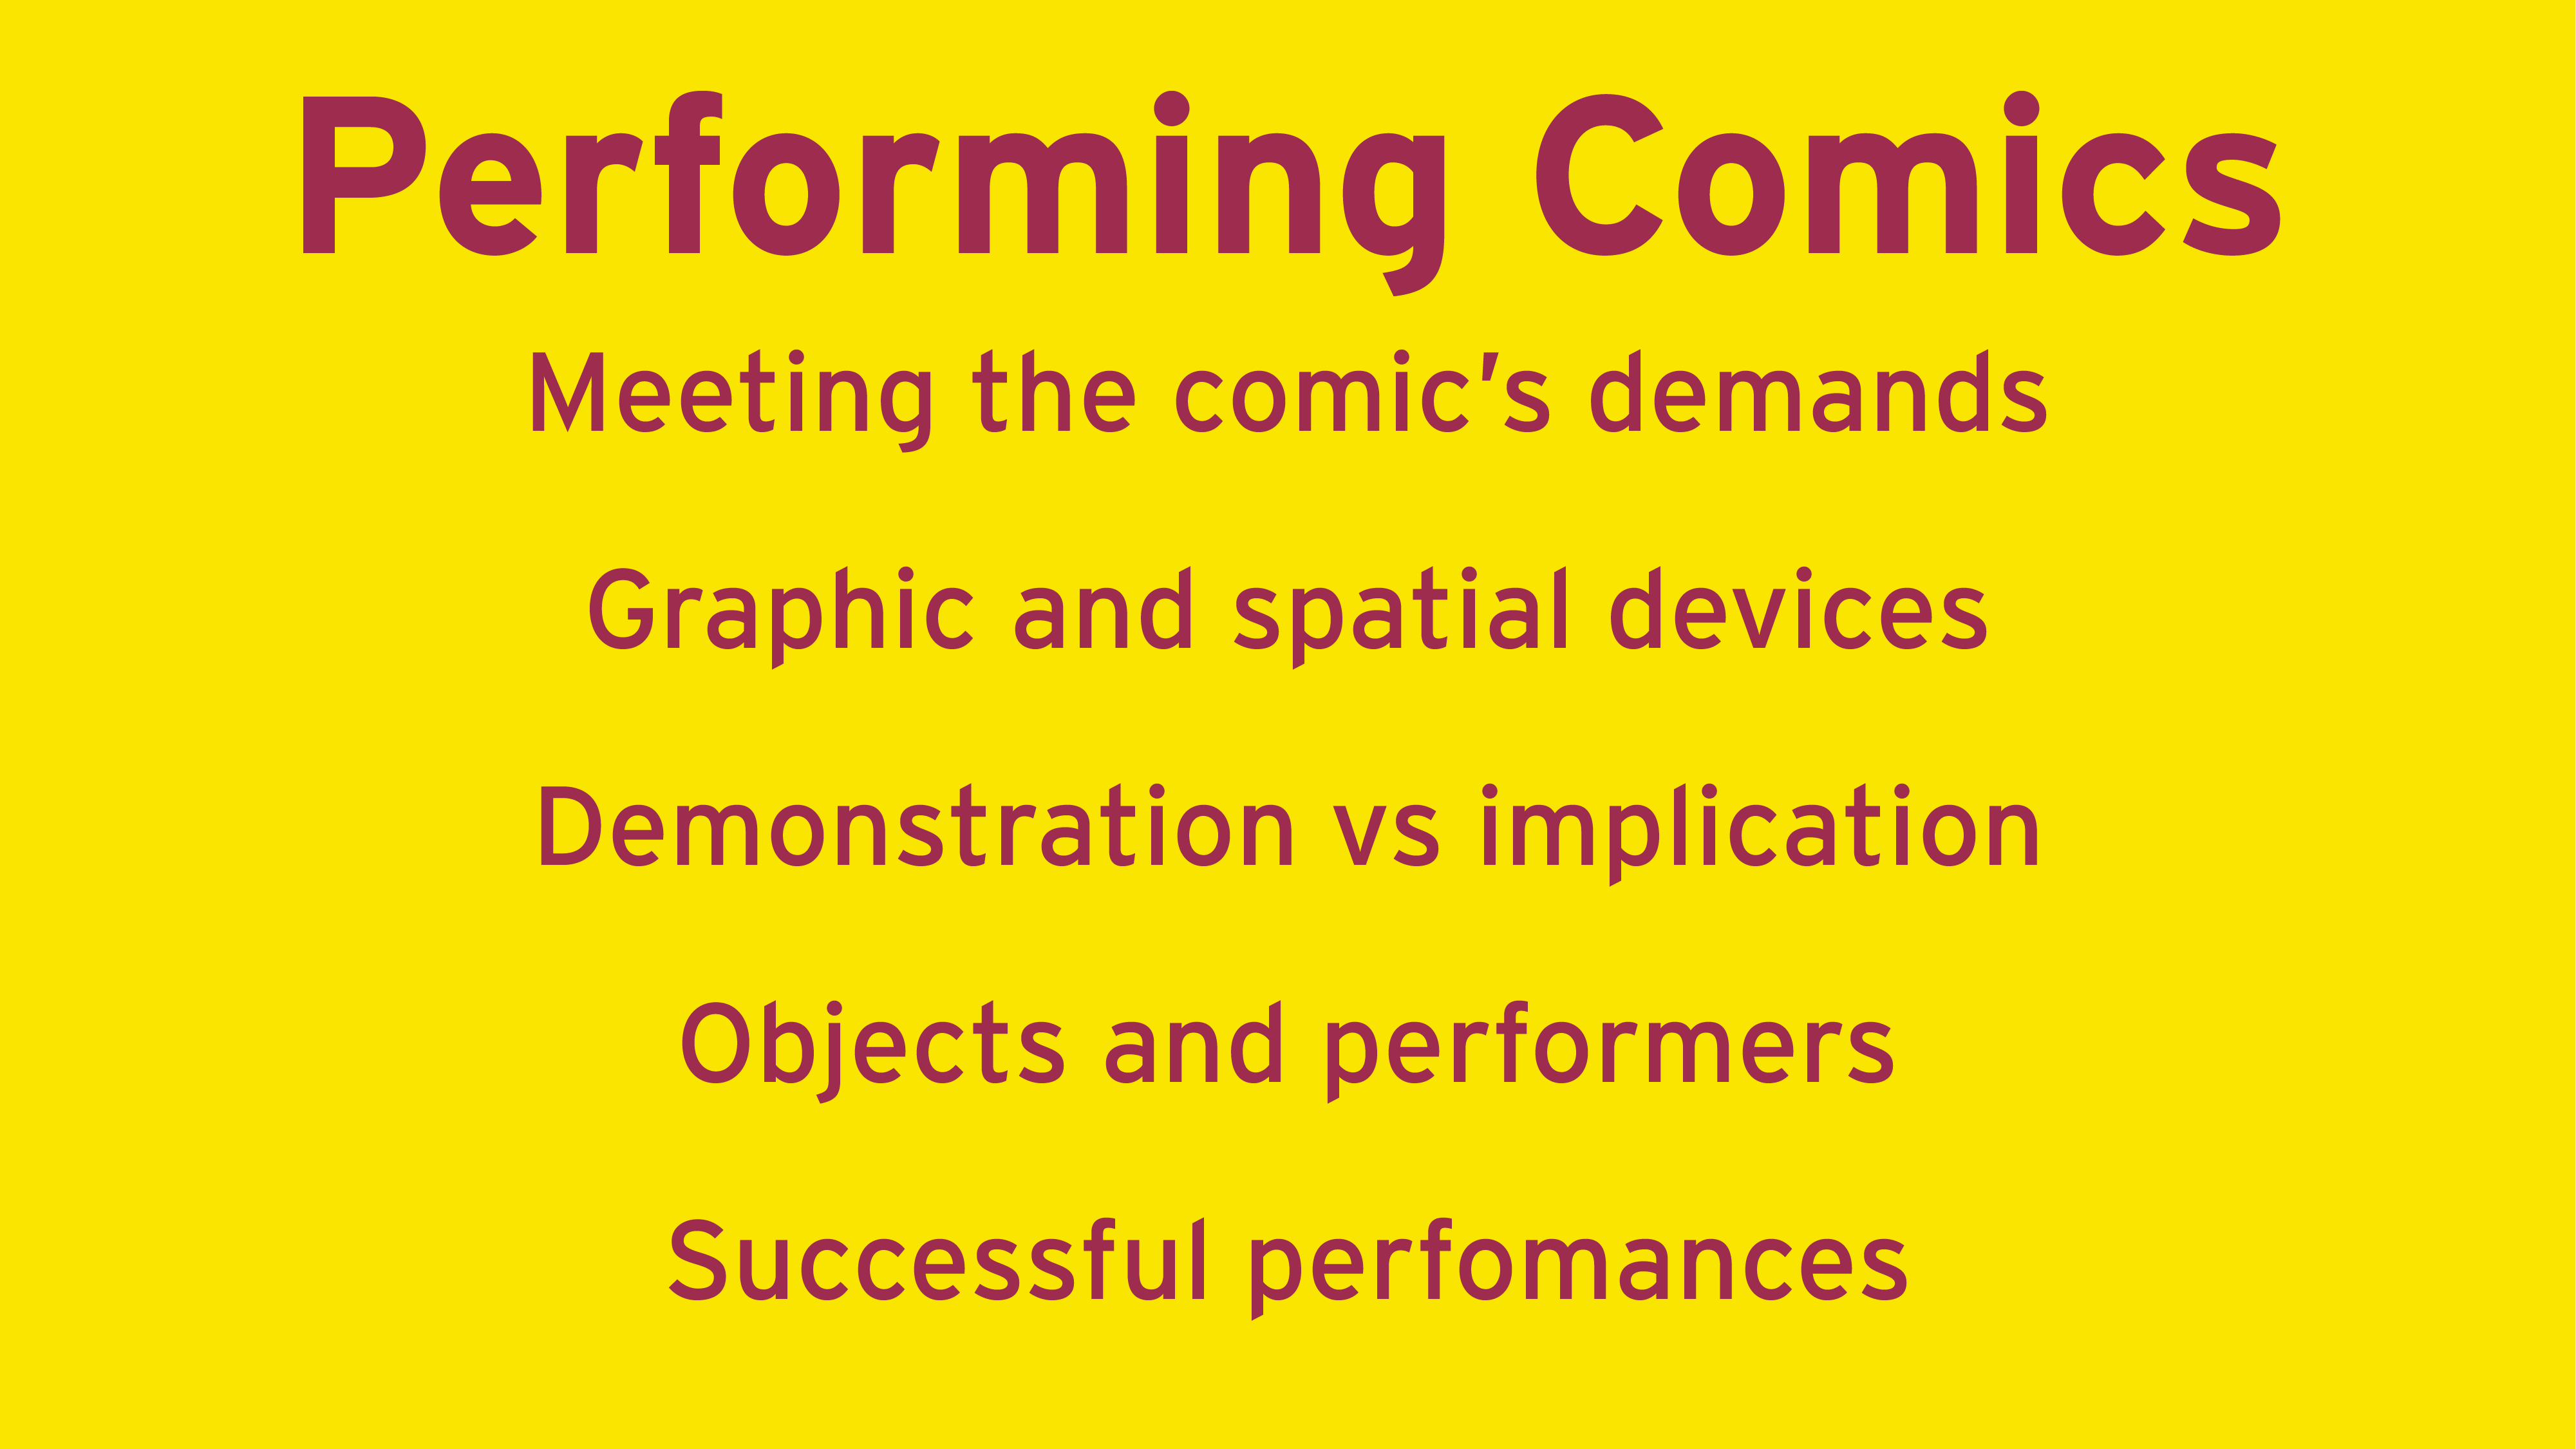 Performing Comics
Meeting the comic’s demands
Graphic and spatial devices
Demonstration vs implication
Objects and performers
Successful perfomances